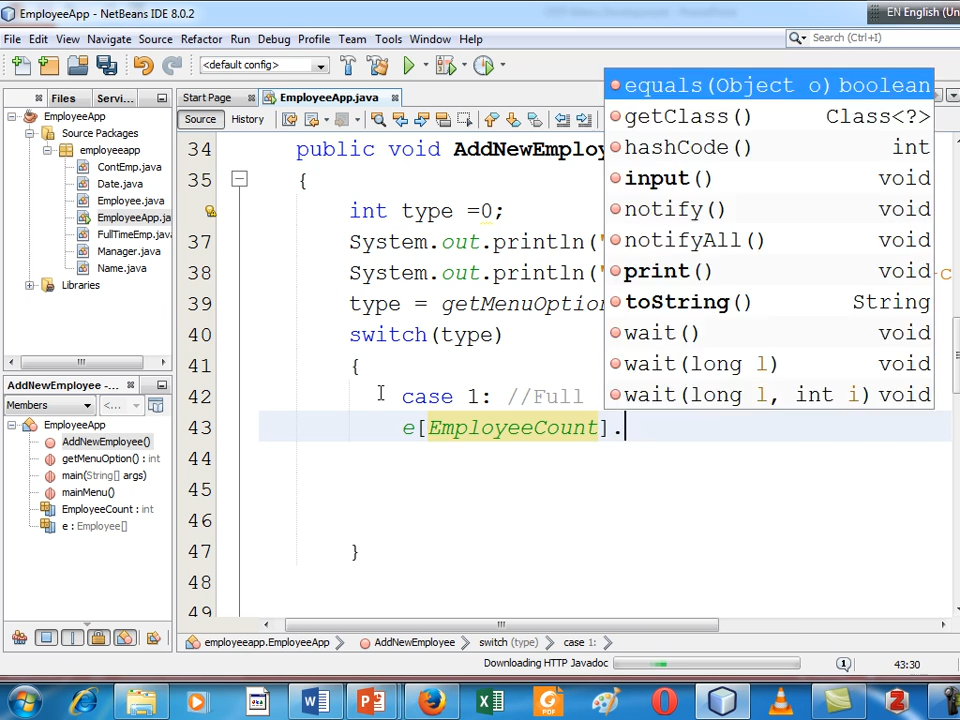 EmployeeApp - NetBeans IDE 8.0.2
EN English (Un
File Edit View Navigate Source Refactor Run Debug Profile Team Tools Window Help
<default config>
Search (Ctrl+I)
Files Servi...
Start Page EmployeeApp.java
Source History
EmployeeApp
Source Packages
employeeapp
ContEmp.java
Date.java
Employee.java
EmployeeApp.ja
FullTimeEmp.java
Manager.java
Name.java
Libraries
AddNewEmployee -...
Members <...>
EmployeeApp
AddNewEmployee()
getMenuOption() : int
main(String[] args)
mainMenu()
EmployeeCount : int
e : Employee[]
34 public void AddNewEmploy
35 {
int type =0;
37 System.out.println("
38 System.out.println("
39 type = getMenuOption
40 switch(type)
41 {
42 case 1: //Full
43 e[EmployeeCount].
44
45
46
47 }
48
49
equals(Object o) boolean
getClass() Class<?>
hashCode() int
input() void
notify() void
notifyAll() void
print() void
toString() String
wait() void
wait(long l) void
wait(long l, int i) void
employeeapp.EmployeeApp AddNewEmployee switch (type) case 1:
Downloading HTTP Javadoc 1 43:30